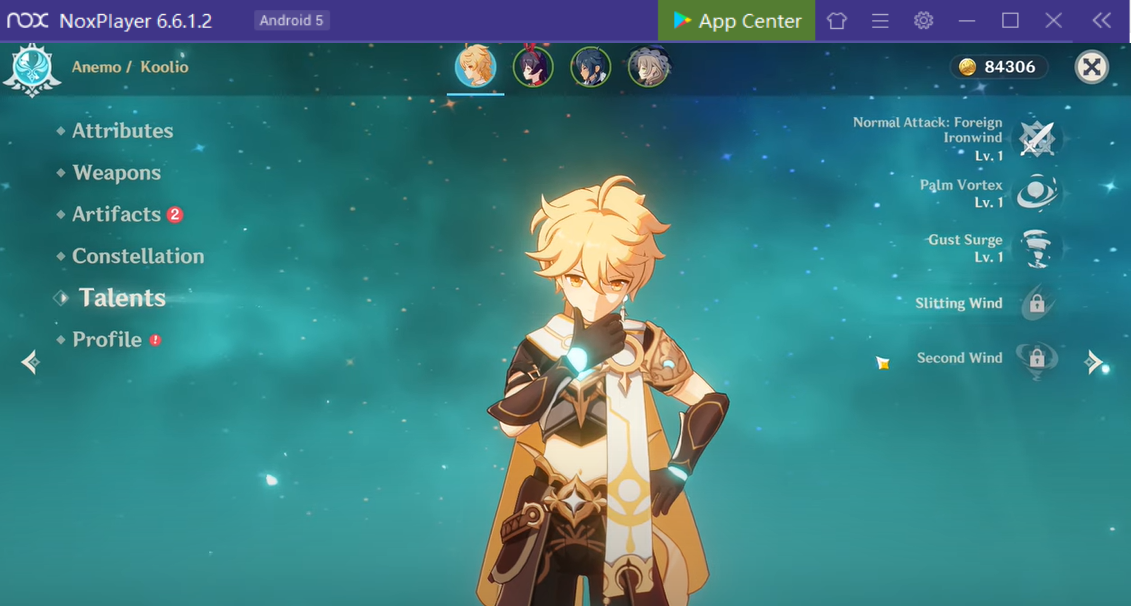 nox NoxPlayer 6.6.1.2 Android 5 App Center
Anemo / Koolio
84306
Attributes
Weapons
Artifacts 2
Constellation
Talents
Profile !
Normal Attack: Foreign
Ironwind
Lv. 1
Palm Vortex
Lv. 1
Gust Surge
Lv. 1
Slitting Wind
Second Wind